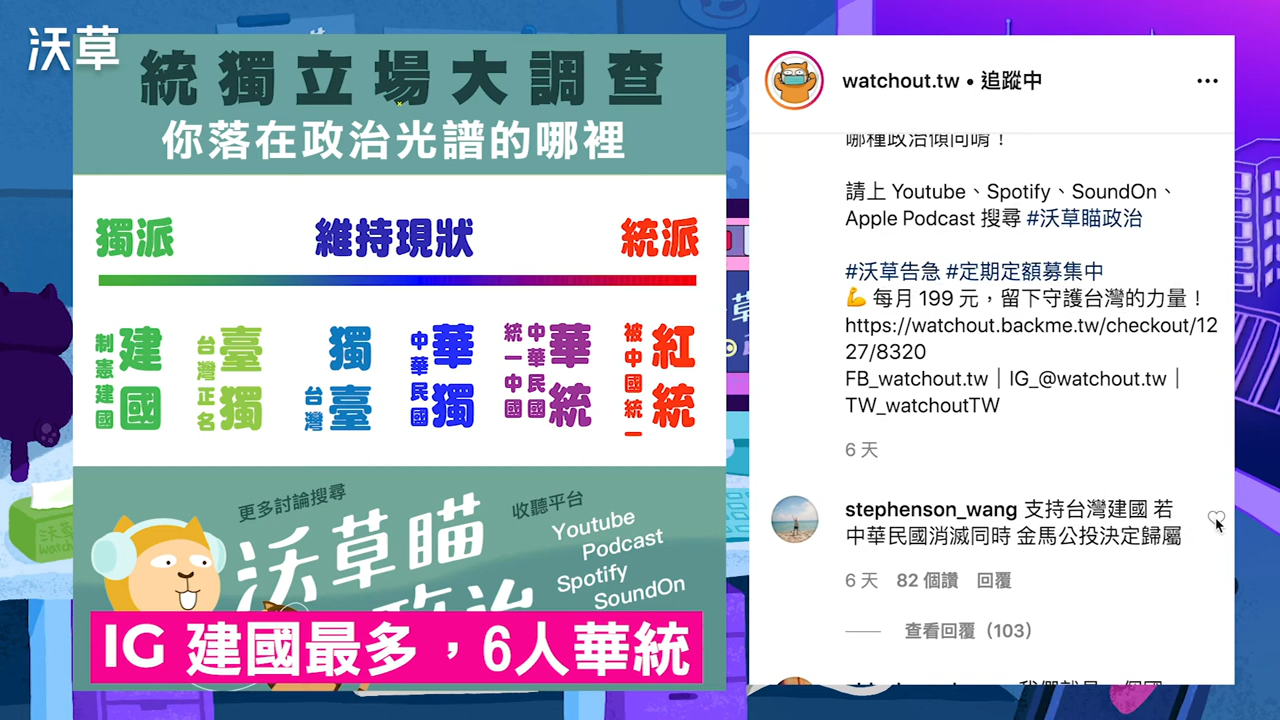 沃草
統獨立場大調查
你落在政治光譜的哪裡
獨派 維持現狀 統派
制憲建國 建國
台灣正名 臺獨
台灣 獨臺
中華民國 華獨
中華民國統一中國 華統
被中國統一 紅統
更多討論搜尋
沃草瞄政治
收聽平台
Youtube
Podcast
Spotify
SoundOn
IG 建國最多，6人華統
watchout.tw • 追蹤中
哪種政治傾向唷！
請上 Youtube、Spotify、SoundOn、
Apple Podcast 搜尋 #沃草瞄政治
#沃草告急 #定期定額募集中
💪 每月 199 元，留下守護台灣的力量！
https://watchout.backme.tw/checkout/12
27/8320
FB_watchout.tw｜IG_@watchout.tw｜
TW_watchoutTW
6 天
stephenson_wang 支持台灣建國 若
中華民國消滅同時 金馬公投決定歸屬
6 天 82 個讚 回覆
查看回覆（103）